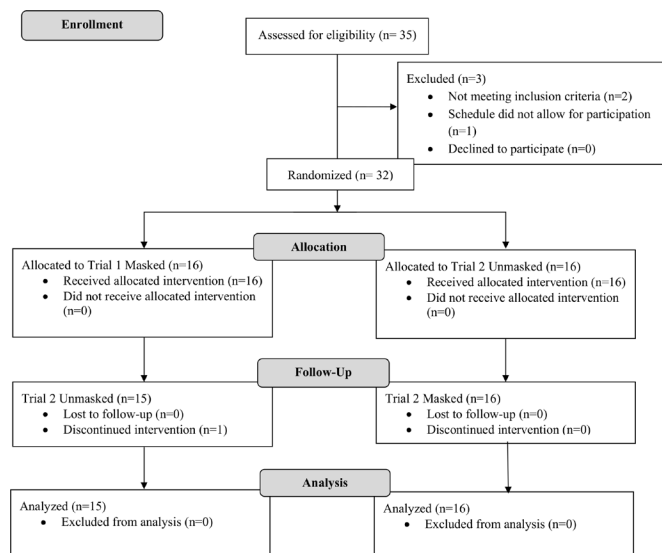 Enrollment
Assessed for eligibility (n= 35)
Excluded (n=3)
• Not meeting inclusion criteria (n=2)
• Schedule did not allow for participation
(n=1)
• Declined to participate (n=0)
Randomized (n= 32)
Allocation
Allocated to Trial 1 Masked (n=16)
• Received allocated intervention (n=16)
• Did not receive allocated intervention
(n=0)
Allocated to Trial 2 Unmasked (n=16)
• Received allocated intervention (n=16)
• Did not receive allocated intervention
(n=0)
Follow-Up
Trial 2 Unmasked (n=15)
• Lost to follow-up (n=0)
• Discontinued intervention (n=1)
Trial 2 Masked (n=16)
• Lost to follow-up (n=0)
• Discontinued intervention (n=0)
Analysis
Analyzed (n=15)
• Excluded from analysis (n=0)
Analyzed (n=16)
• Excluded from analysis (n=0)